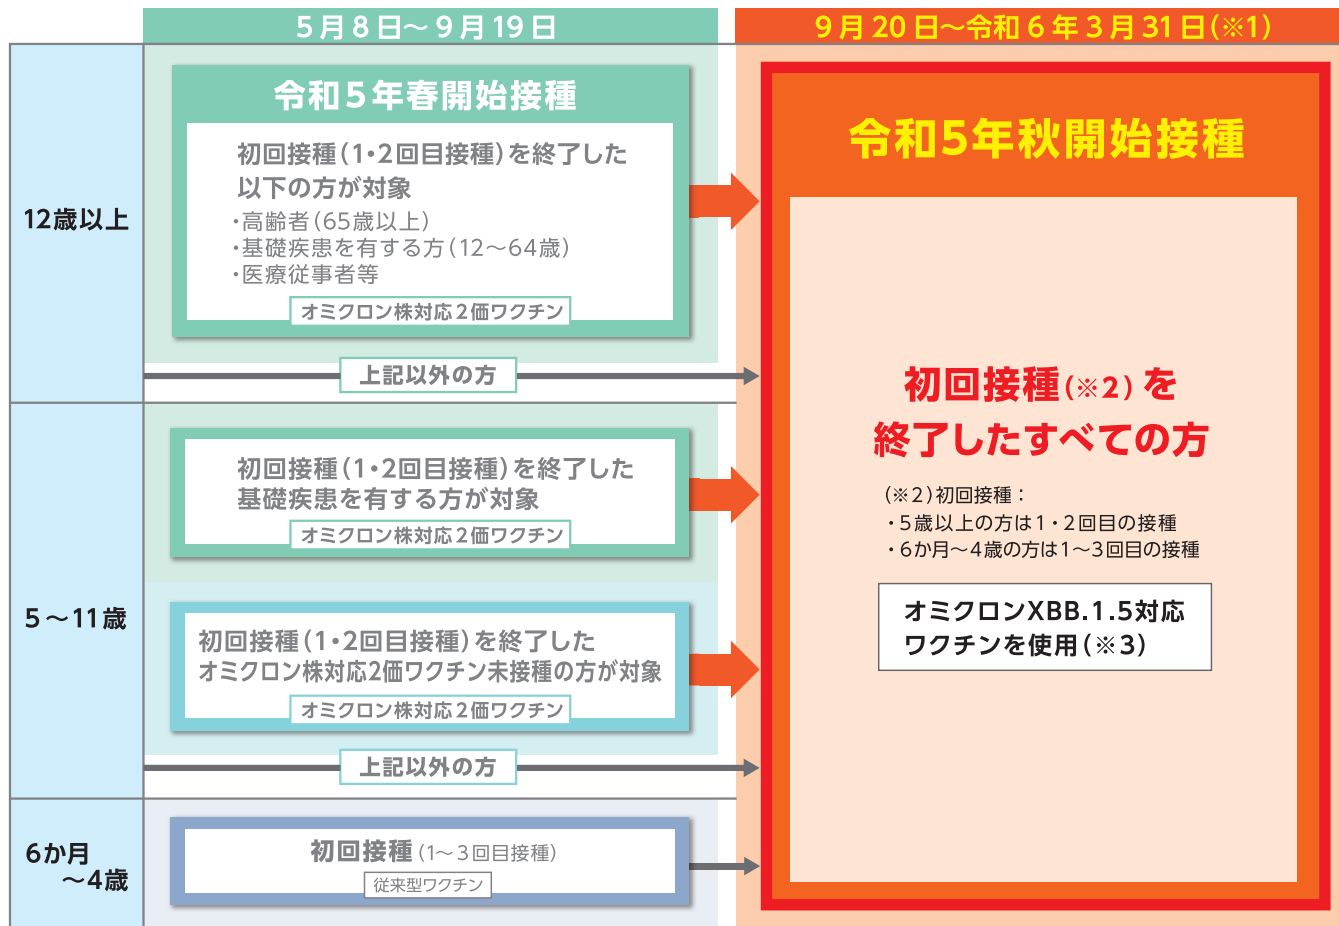 5月8日～9月19日
9月20日～令和6年3月31日(※1)
12歳以上
令和5年春開始接種
初回接種(1・2回目接種)を終了した
以下の方が対象
・高齢者(65歳以上)
・基礎疾患を有する方(12～64歳)
・医療従事者等
オミクロン株対応2価ワクチン
上記以外の方
5～11歳
初回接種(1・2回目接種)を終了した
基礎疾患を有する方が対象
オミクロン株対応2価ワクチン
初回接種(1・2回目接種)を終了した
オミクロン株対応2価ワクチン未接種の方が対象
オミクロン株対応2価ワクチン
上記以外の方
6か月
～4歳
初回接種(1～3回目接種)
従来型ワクチン
令和5年秋開始接種
初回接種(※2)を
終了したすべての方
(※2)初回接種：
・5歳以上の方は1・2回目の接種
・6か月～4歳の方は1～3回目の接種
オミクロンXBB.1.5対応
ワクチンを使用(※3)